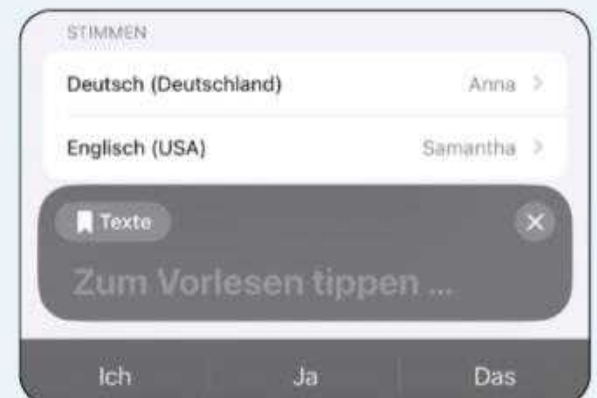 STIMMEN
Deutsch (Deutschland) Anna
Englisch (USA) Samantha
Texte
Zum Vorlesen tippen ...
Ich Ja Das